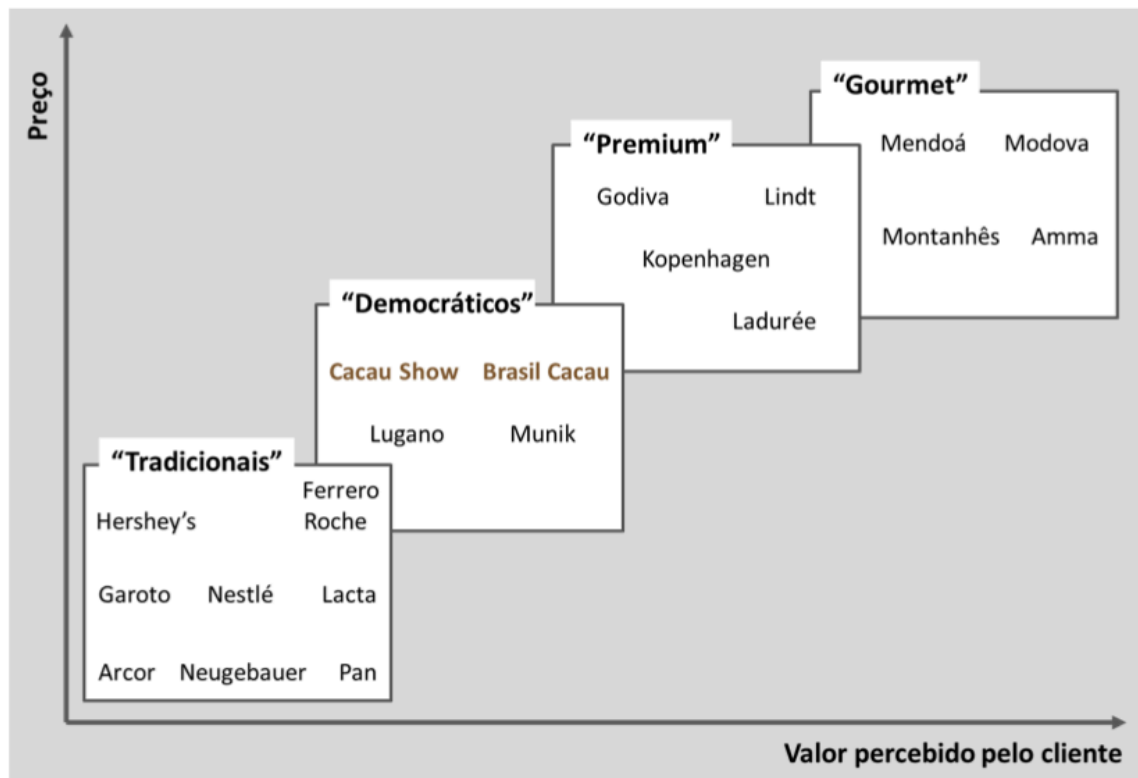 Preço
“Gourmet”
Mendoá Modova
Montanhês Amma
“Premium”
Godiva Lindt
Kopenhagen
Ladurée
“Democráticos”
Cacau Show Brasil Cacau
Lugano Munik
“Tradicionais”
Ferrero
Hershey’s Roche
Garoto Nestlé Lacta
Arcor Neugebauer Pan
Valor percebido pelo cliente